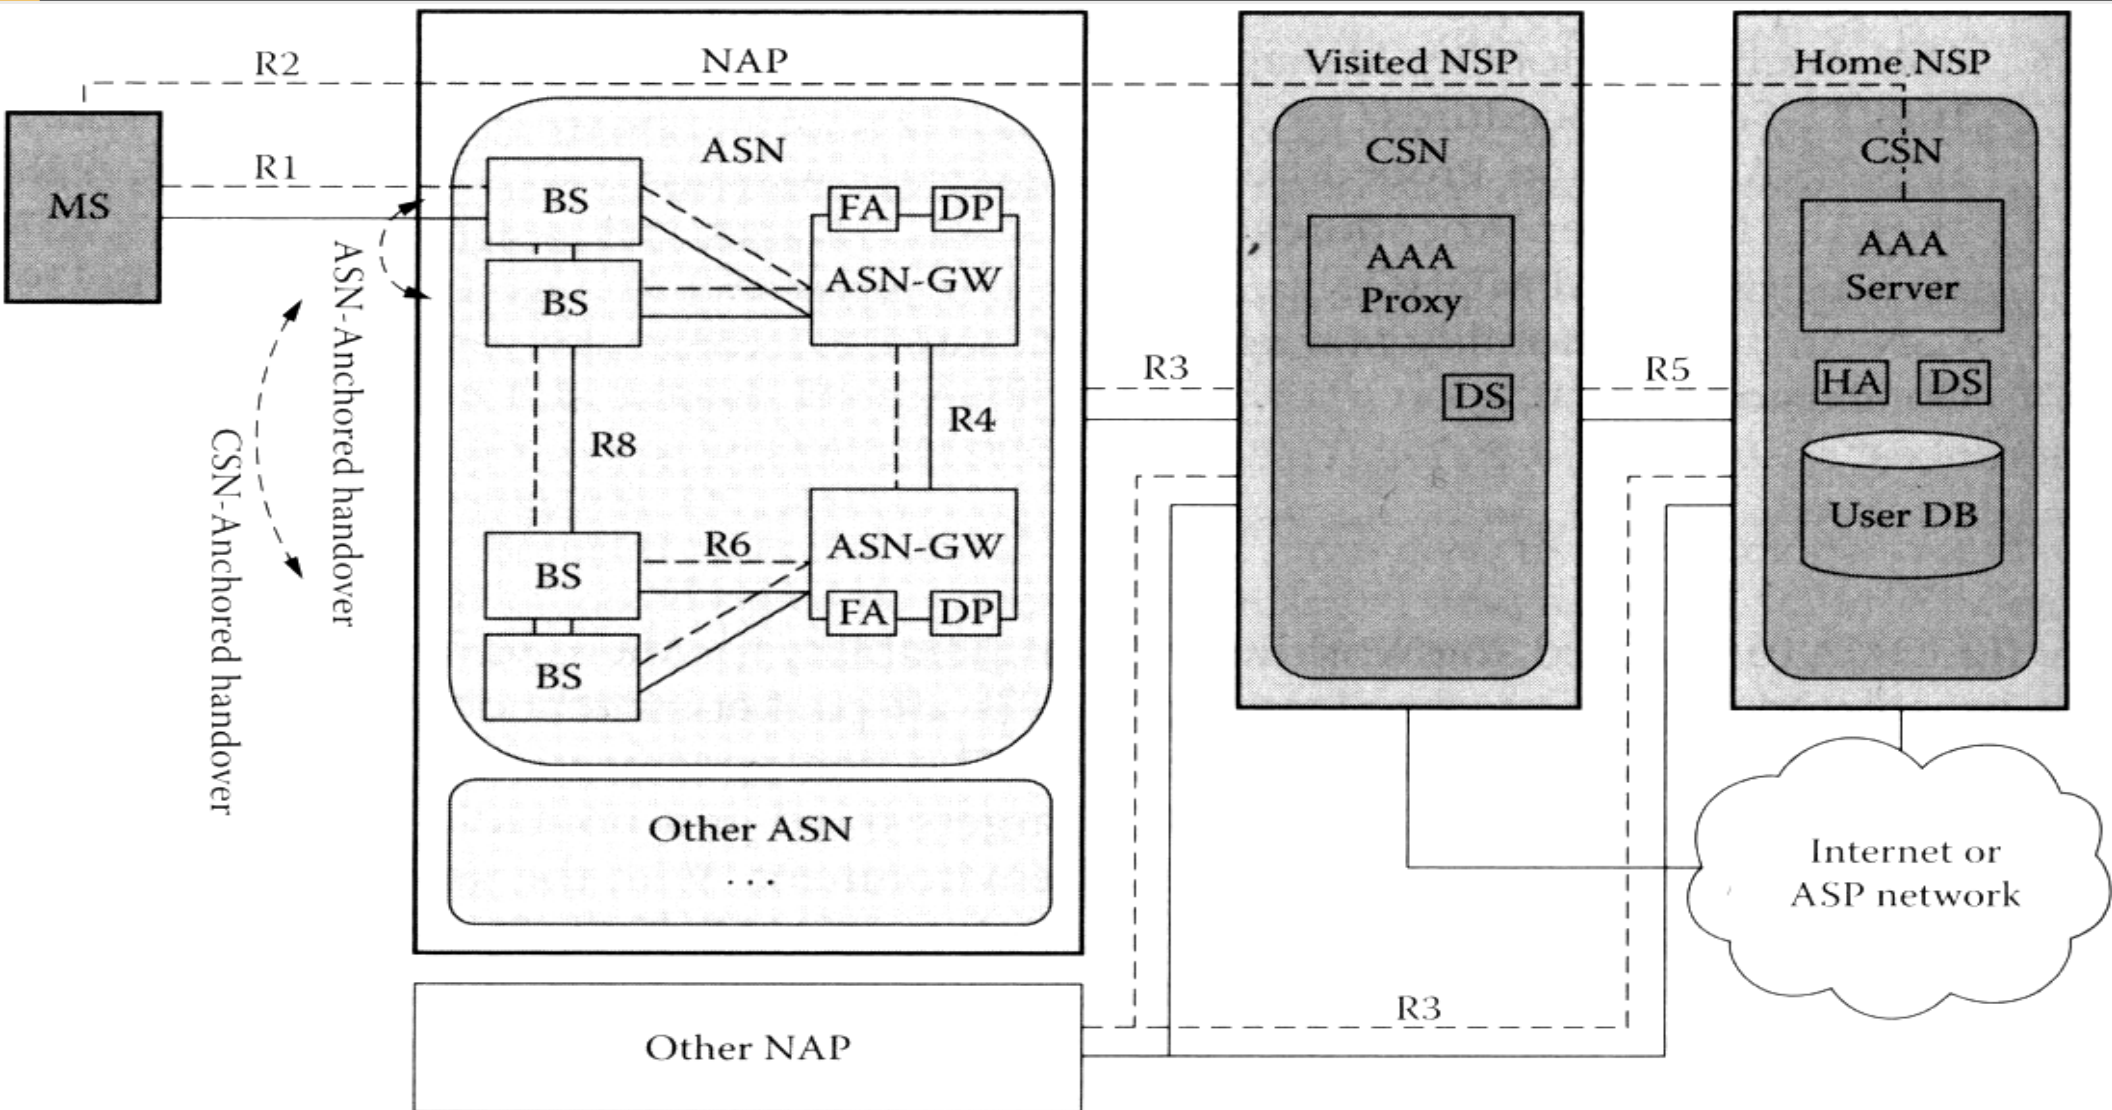 R2
NAP
Visited NSP
Home NSP
MS
R1
ASN
BS
BS
FA
DP
ASN-GW
R8
R4
R6
BS
BS
ASN-GW
FA
DP
ASN-Anchored handover
CSN-Anchored handover
Other ASN
...
Other NAP
R3
CSN
AAA
Proxy
DS
R5
CSN
AAA
Server
HA
DS
User DB
R3
Internet or
ASP network